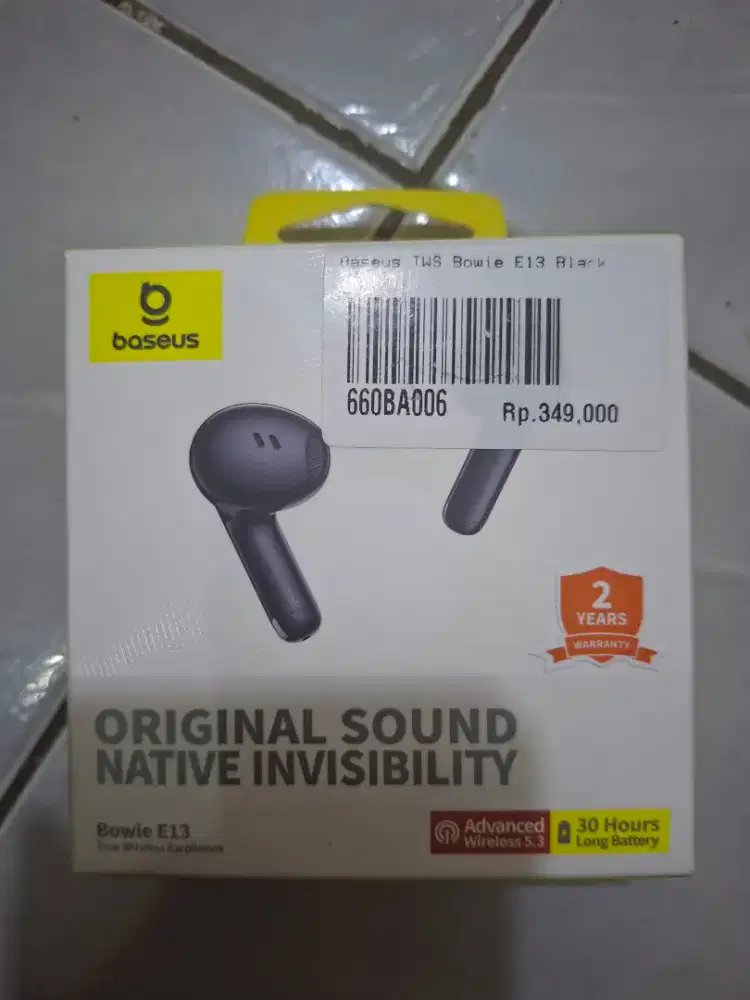 baseus
Baseus TWS Bowie E13 Black
660BA006
Rp.349,000
2
YEARS
WARRANTY
ORIGINAL SOUND
NATIVE INVISIBILITY
Bowie E13
True Wireless Earphones
Advanced
Wireless 5.3
30 Hours
Long Battery